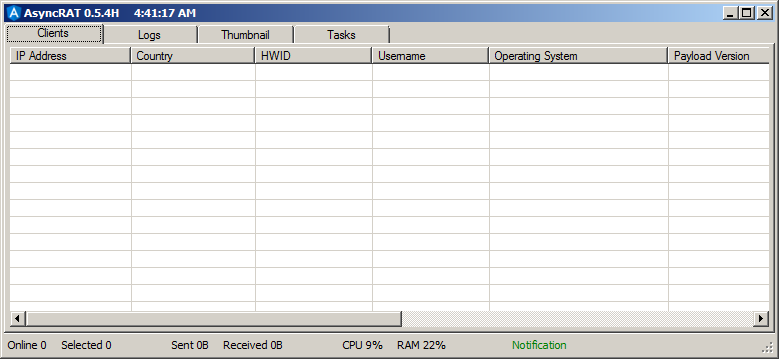 AsyncRAT 0.5.4H 4:41:17 AM
Clients Logs Thumbnail Tasks
IP Address Country HWID Username Operating System Payload Version
Online 0 Selected 0 Sent 0B Received 0B CPU 9% RAM 22% Notification